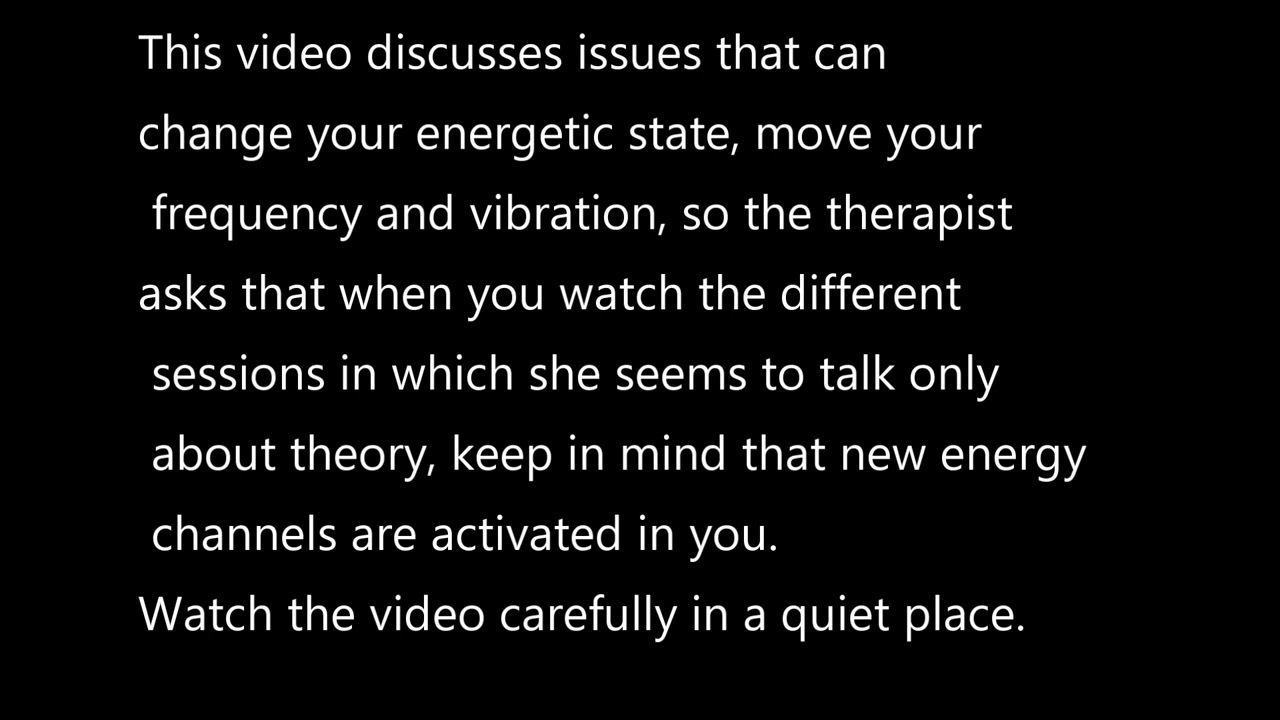 This video discusses issues that can
change your energetic state, move your
frequency and vibration, so the therapist
asks that when you watch the different
sessions in which she seems to talk only
about theory, keep in mind that new energy
channels are activated in you.
Watch the video carefully in a quiet place.